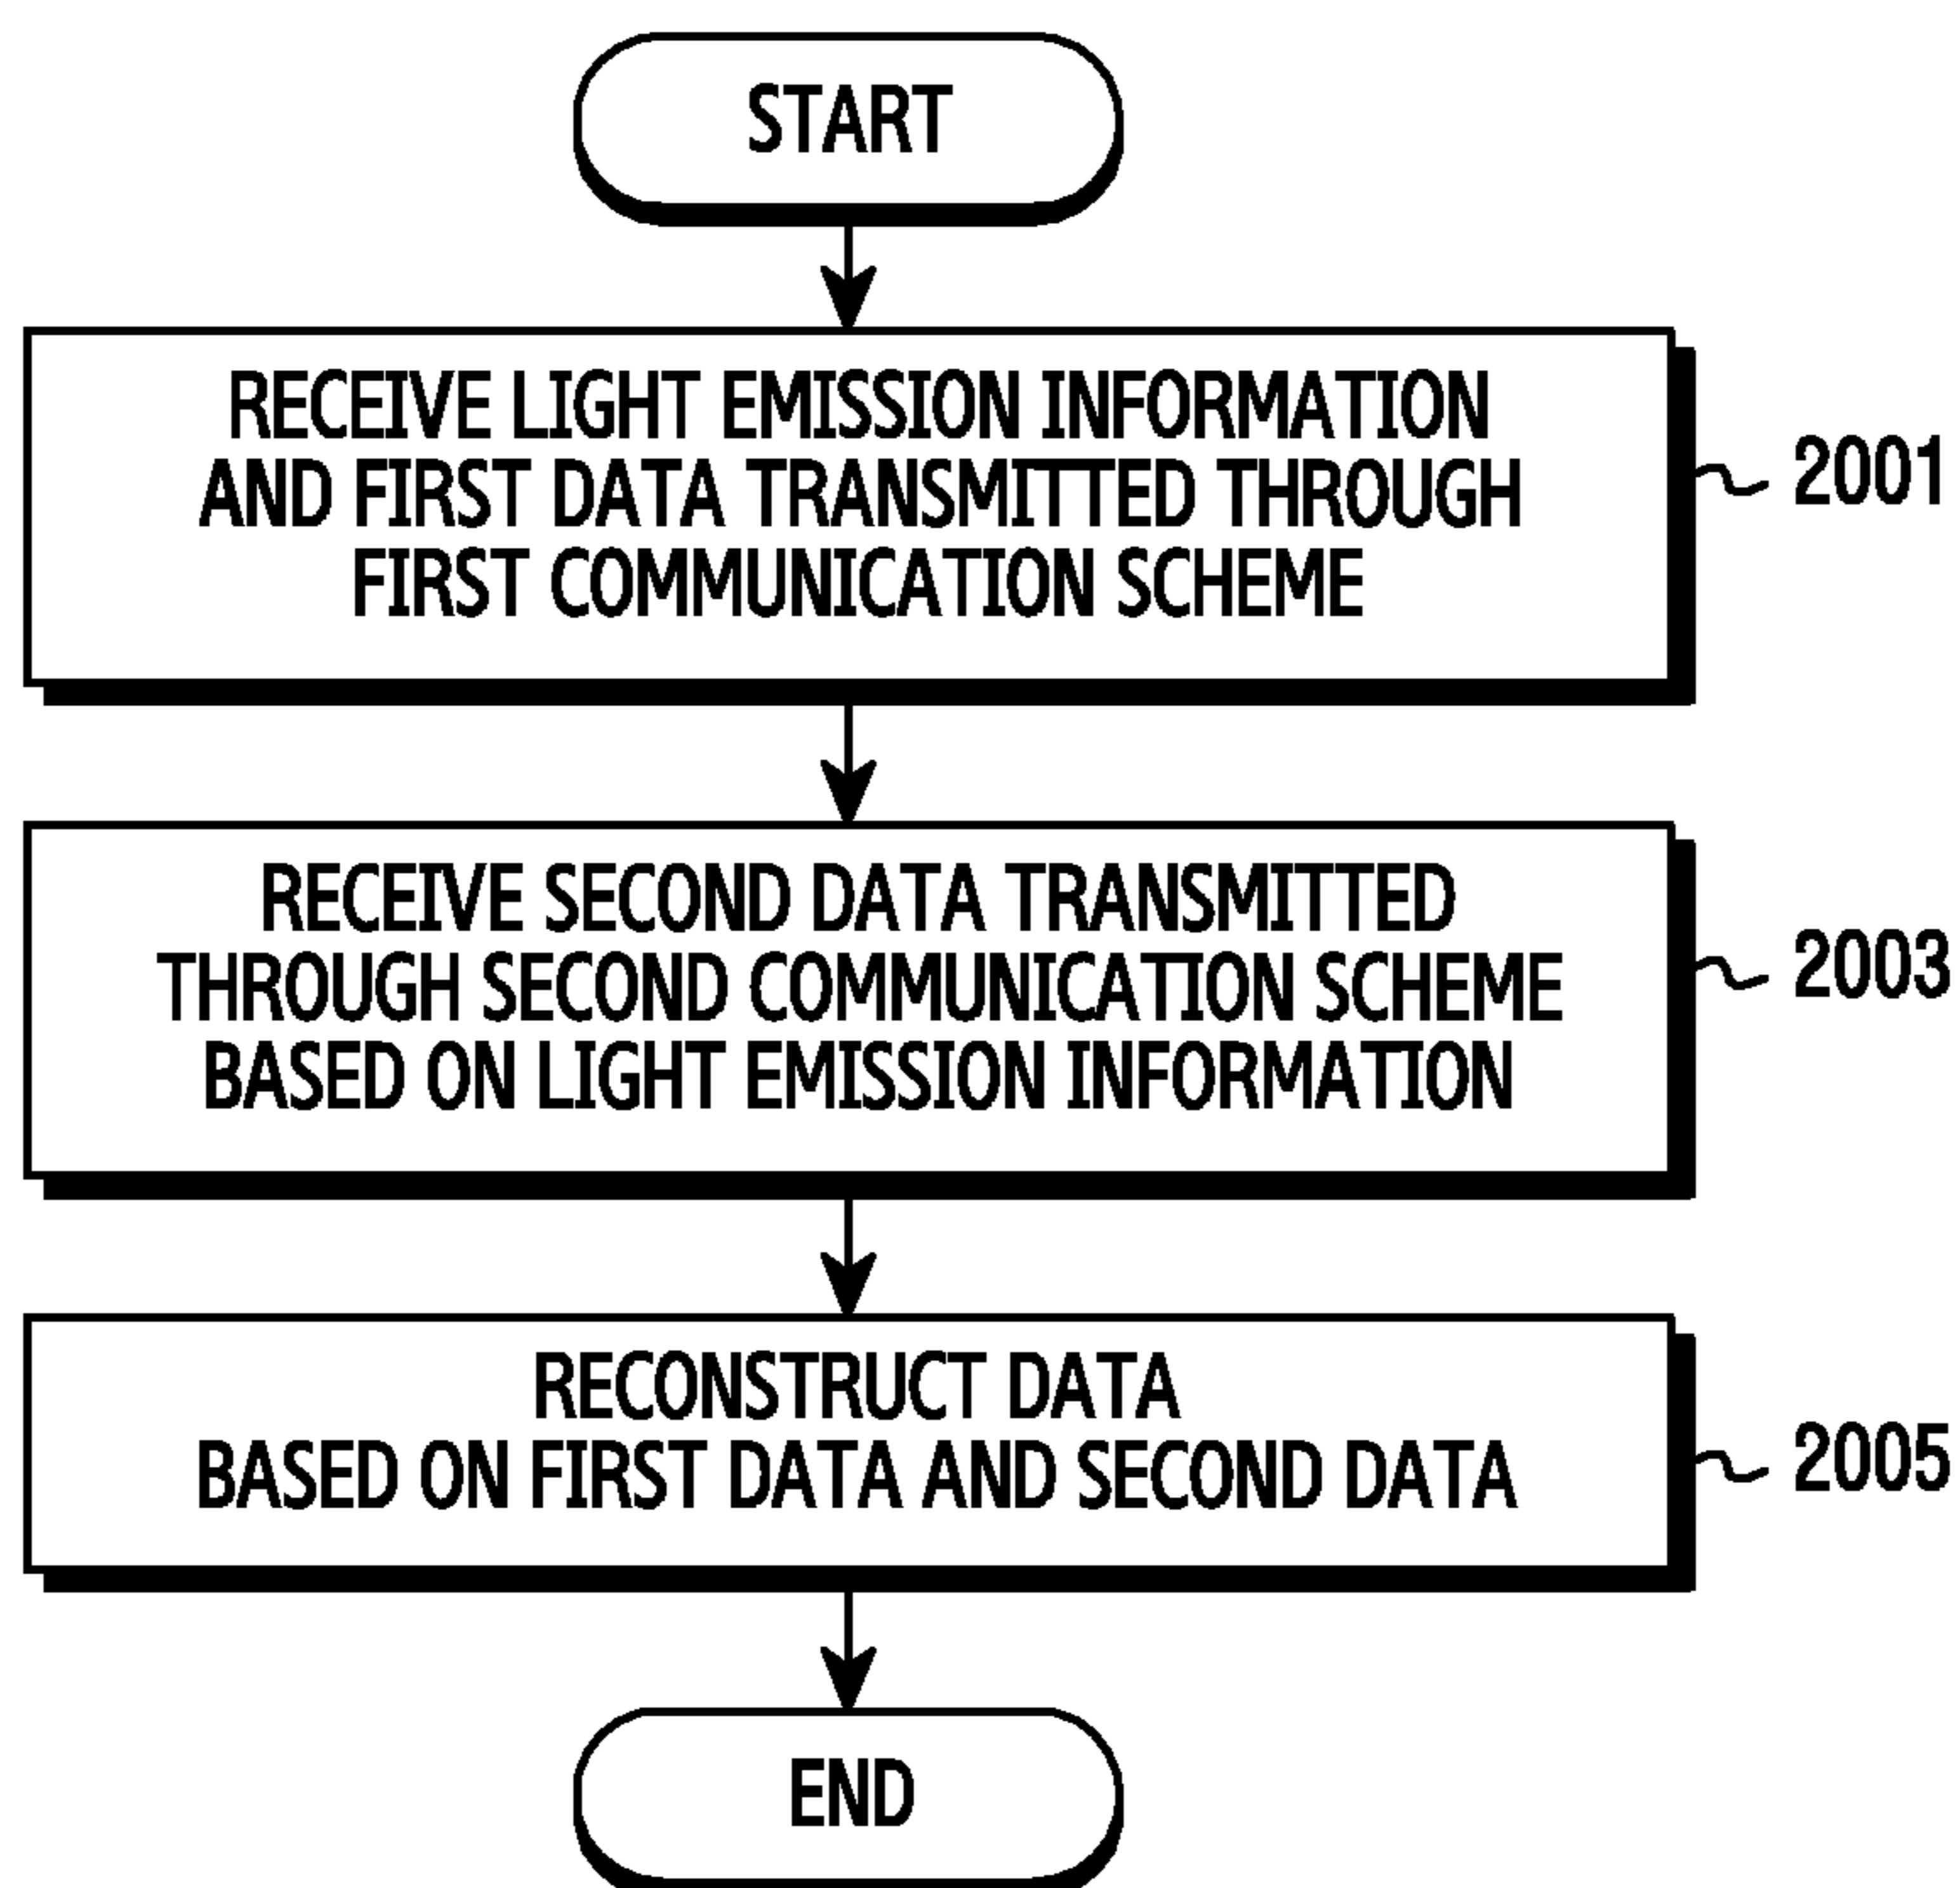 START
RECEIVE LIGHT EMISSION INFORMATION
AND FIRST DATA TRANSMITTED THROUGH
FIRST COMMUNICATION SCHEME
2001
RECEIVE SECOND DATA TRANSMITTED
THROUGH SECOND COMMUNICATION SCHEME
BASED ON LIGHT EMISSION INFORMATION
2003
RECONSTRUCT DATA
BASED ON FIRST DATA AND SECOND DATA
2005
END